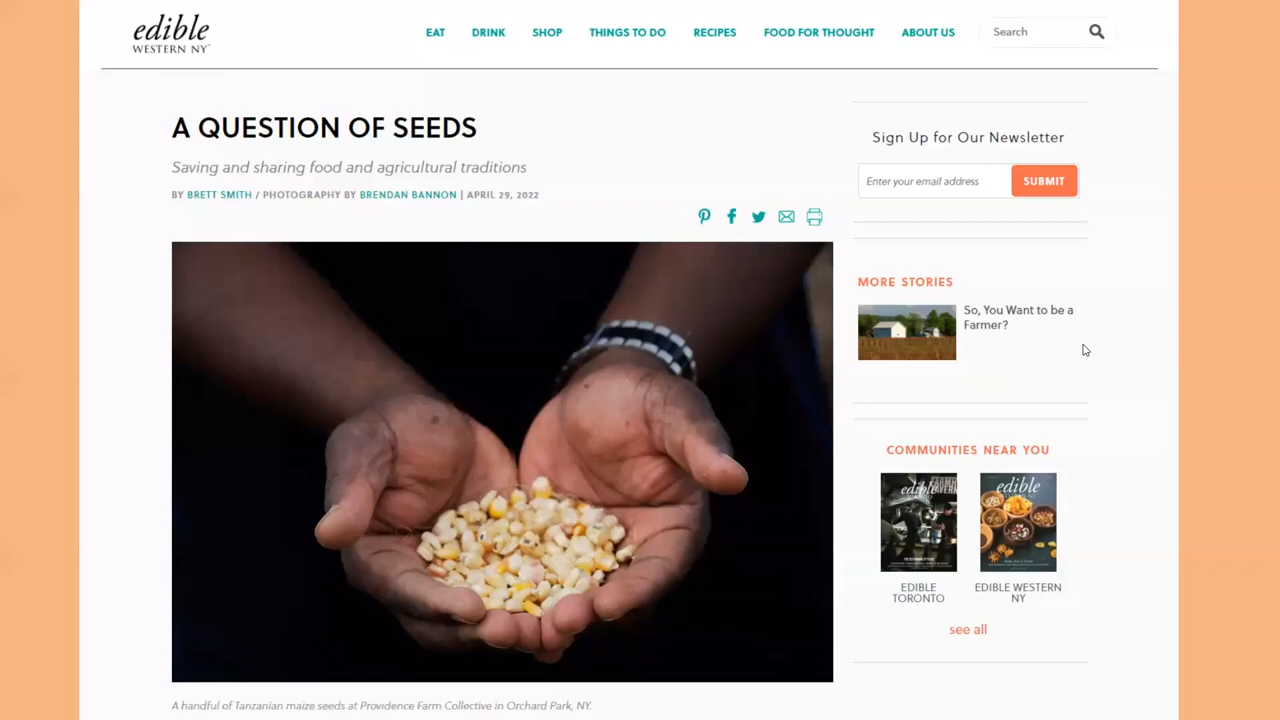 edible
WESTERN NY
EAT DRINK SHOP THINGS TO DO RECIPES FOOD FOR THOUGHT ABOUT US Search
A QUESTION OF SEEDS
Saving and sharing food and agricultural traditions
BY BRETT SMITH / PHOTOGRAPHY BY BRENDAN BANNON | APRIL 29, 2022
A handful of Tanzanian maize seeds at Providence Farm Collective in Orchard Park, NY.
Sign Up for Our Newsletter
Enter your email address SUBMIT
MORE STORIES
So, You Want to be a
Farmer?
COMMUNITIES NEAR YOU
edible
edible
EDIBLE
TORONTO
EDIBLE WESTERN
NY
see all